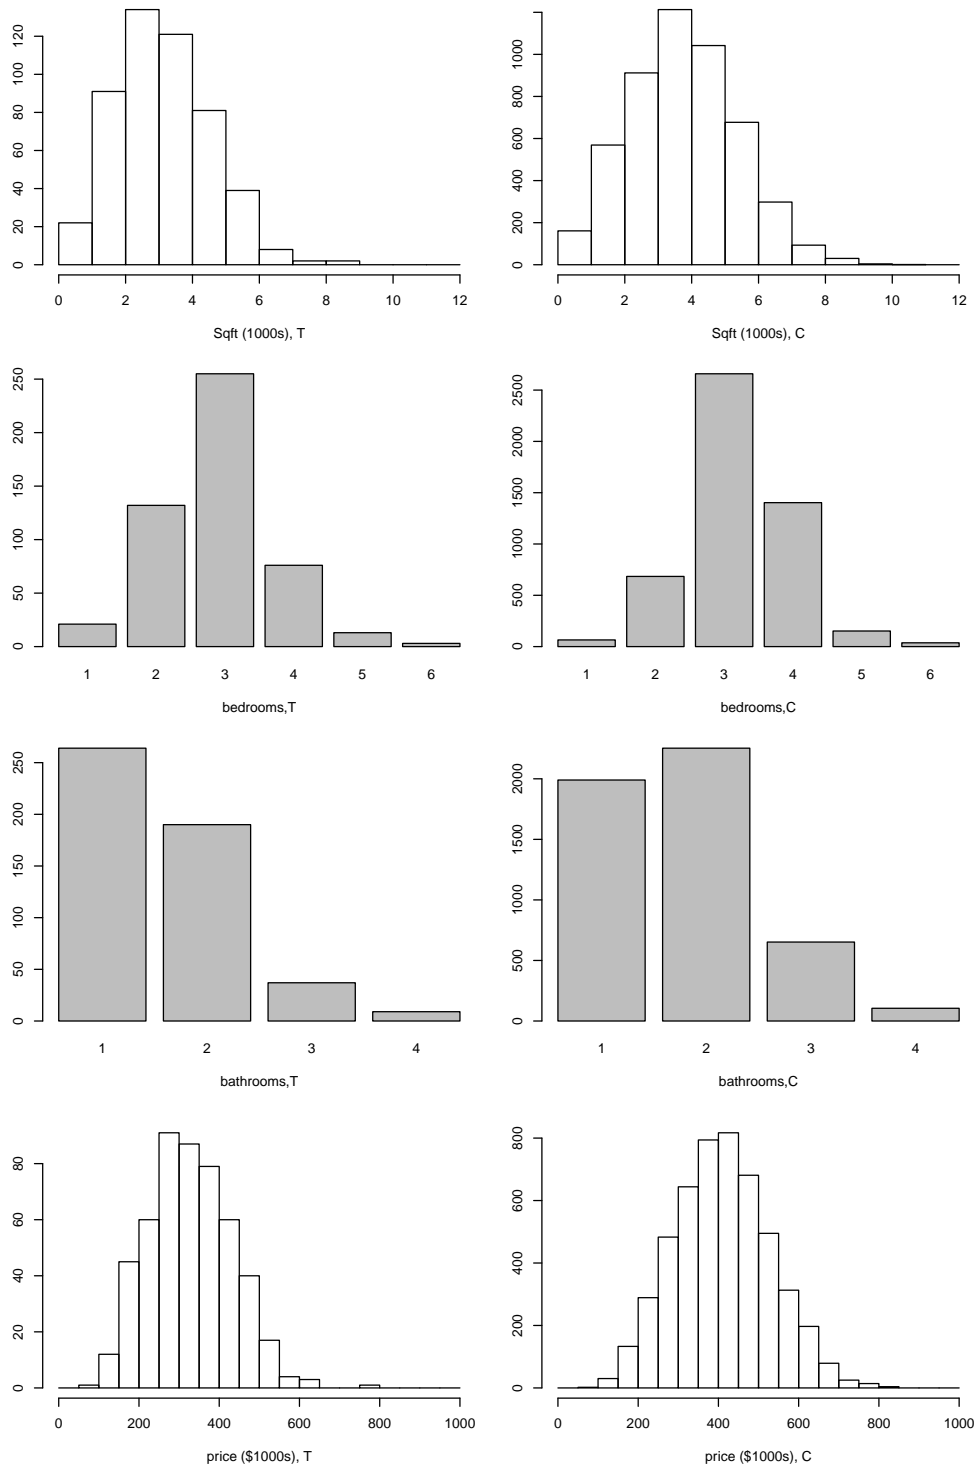 0 20 40 60 80 100 120
0 2 4 6 8 10 12
Sqft (1000s), T
0 200 400 600 800 1000
0 2 4 6 8 10 12
Sqft (1000s), C
0 50 100 150 200 250
1 2 3 4 5 6
bedrooms,T
0 500 1000 1500 2000 2500
1 2 3 4 5 6
bedrooms,C
0 50 100 150 200 250
1 2 3 4
bathrooms,T
0 500 1000 1500 2000
1 2 3 4
bathrooms,C
0 20 40 60 80
0 200 400 600 800 1000
price ($1000s), T
0 200 400 600 800
0 200 400 600 800 1000
price ($1000s), C